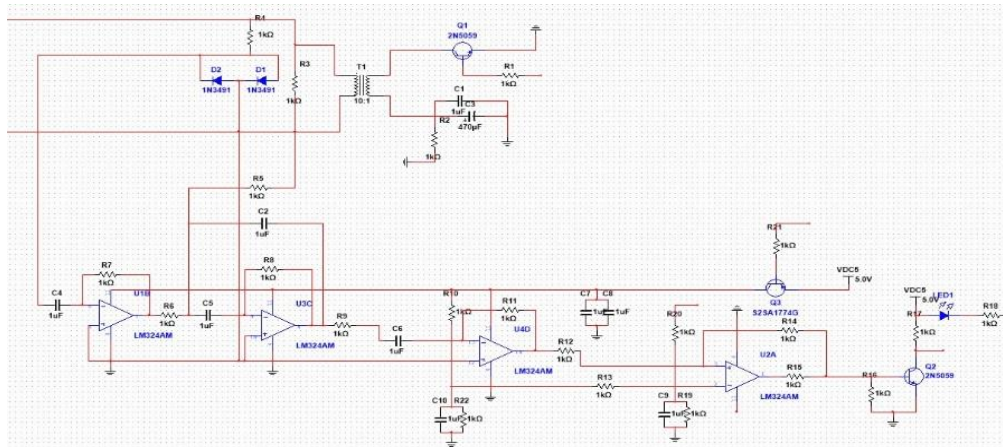 R4
1kΩ
Q1
2N5059
R3
1kΩ
T1
10:1
R1
1kΩ
D2
1N3491
D1
1N3491
C1
1uF
C3
470pF
R2
1kΩ
R5
1kΩ
C2
1uF
R21
1kΩ
VDC5
5.0V
Q3
S2SA1774G
R7
1kΩ
C4
1uF
U1B
LM324AM
R6
1kΩ
C5
1uF
R8
1kΩ
U3C
LM324AM
R9
1kΩ
C6
1uF
R10
1kΩ
R11
1kΩ
U4D
LM324AM
R12
1kΩ
C7
1uF
C8
1uF
R20
1kΩ
R13
1kΩ
R14
1kΩ
U2A
LM324AM
R15
1kΩ
R16
1kΩ
VDC5
5.0V
R17
1kΩ
LED1
R18
1kΩ
Q2
2N5059
C10
1uF
R22
1kΩ
C9
1uF
R19
1kΩ